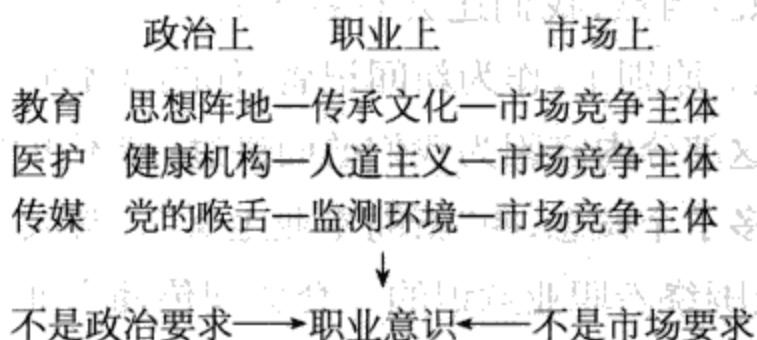 政治上 职业上 市场上
教育 思想阵地—传承文化—市场竞争主体
医护 健康机构—人道主义—市场竞争主体
传媒 党的喉舌—监测环境—市场竞争主体
↓
不是政治要求→职业意识←不是市场要求